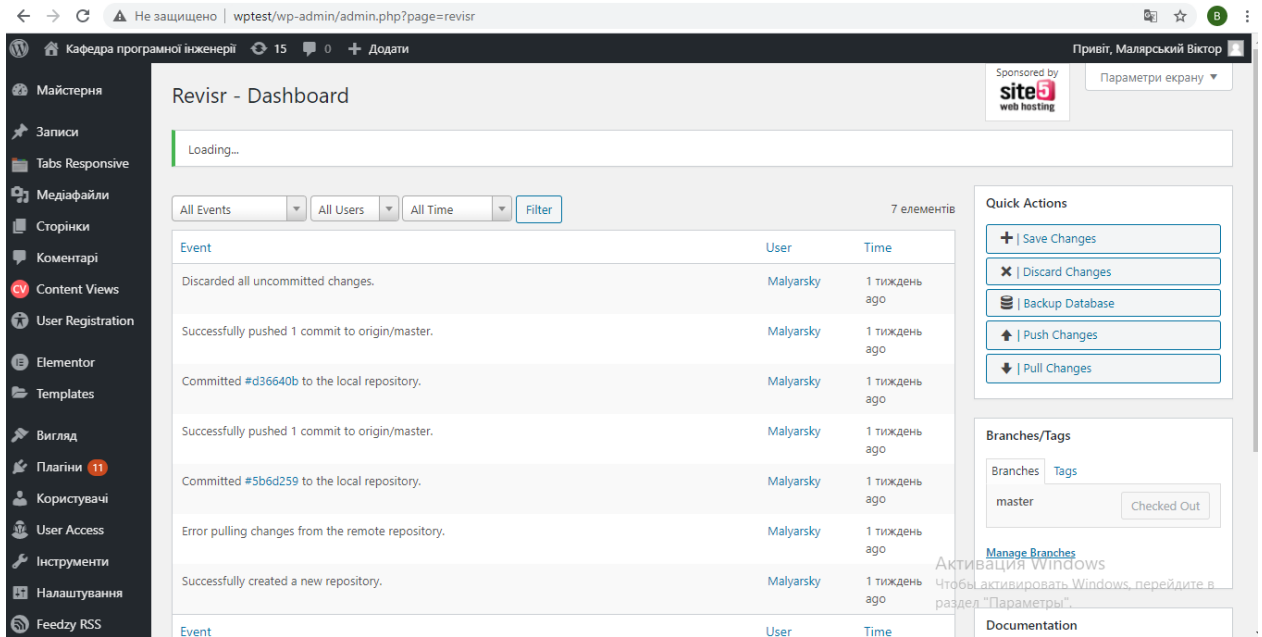 Не защищено | wptest/wp-admin/admin.php?page=revisr
B
Кафедра програмної інженерії 15 0 + Додати
Привіт, Малярський Віктор
Майстерня
Записи
Tabs Responsive
Медіафайли
Сторінки
Коментарі
CV Content Views
User Registration
Elementor
Templates
Вигляд
Плагіни 11
Користувачі
User Access
Інструменти
Налаштування
Feedzy RSS
Revisr - Dashboard
Sponsored by
site5
web hosting
Параметри екрану
Loading...
All Events All Users All Time Filter
7 елементів
Event User Time
Discarded all uncommitted changes. Malyarsky 1 тиждень
ago
Successfully pushed 1 commit to origin/master. Malyarsky 1 тиждень
ago
Committed #d36640b to the local repository. Malyarsky 1 тиждень
ago
Successfully pushed 1 commit to origin/master. Malyarsky 1 тиждень
ago
Committed #5b6d259 to the local repository. Malyarsky 1 тиждень
ago
Error pulling changes from the remote repository. Malyarsky 1 тиждень
ago
Successfully created a new repository. Malyarsky 1 тиждень
ago
Event User Time
Quick Actions
| Save Changes
| Discard Changes
| Backup Database
| Push Changes
| Pull Changes
Branches/Tags
Branches Tags
master Checked Out
Manage Branches
Активация Windows
Чтобы активировать Windows, перейдите в
раздел "Параметры".
Documentation